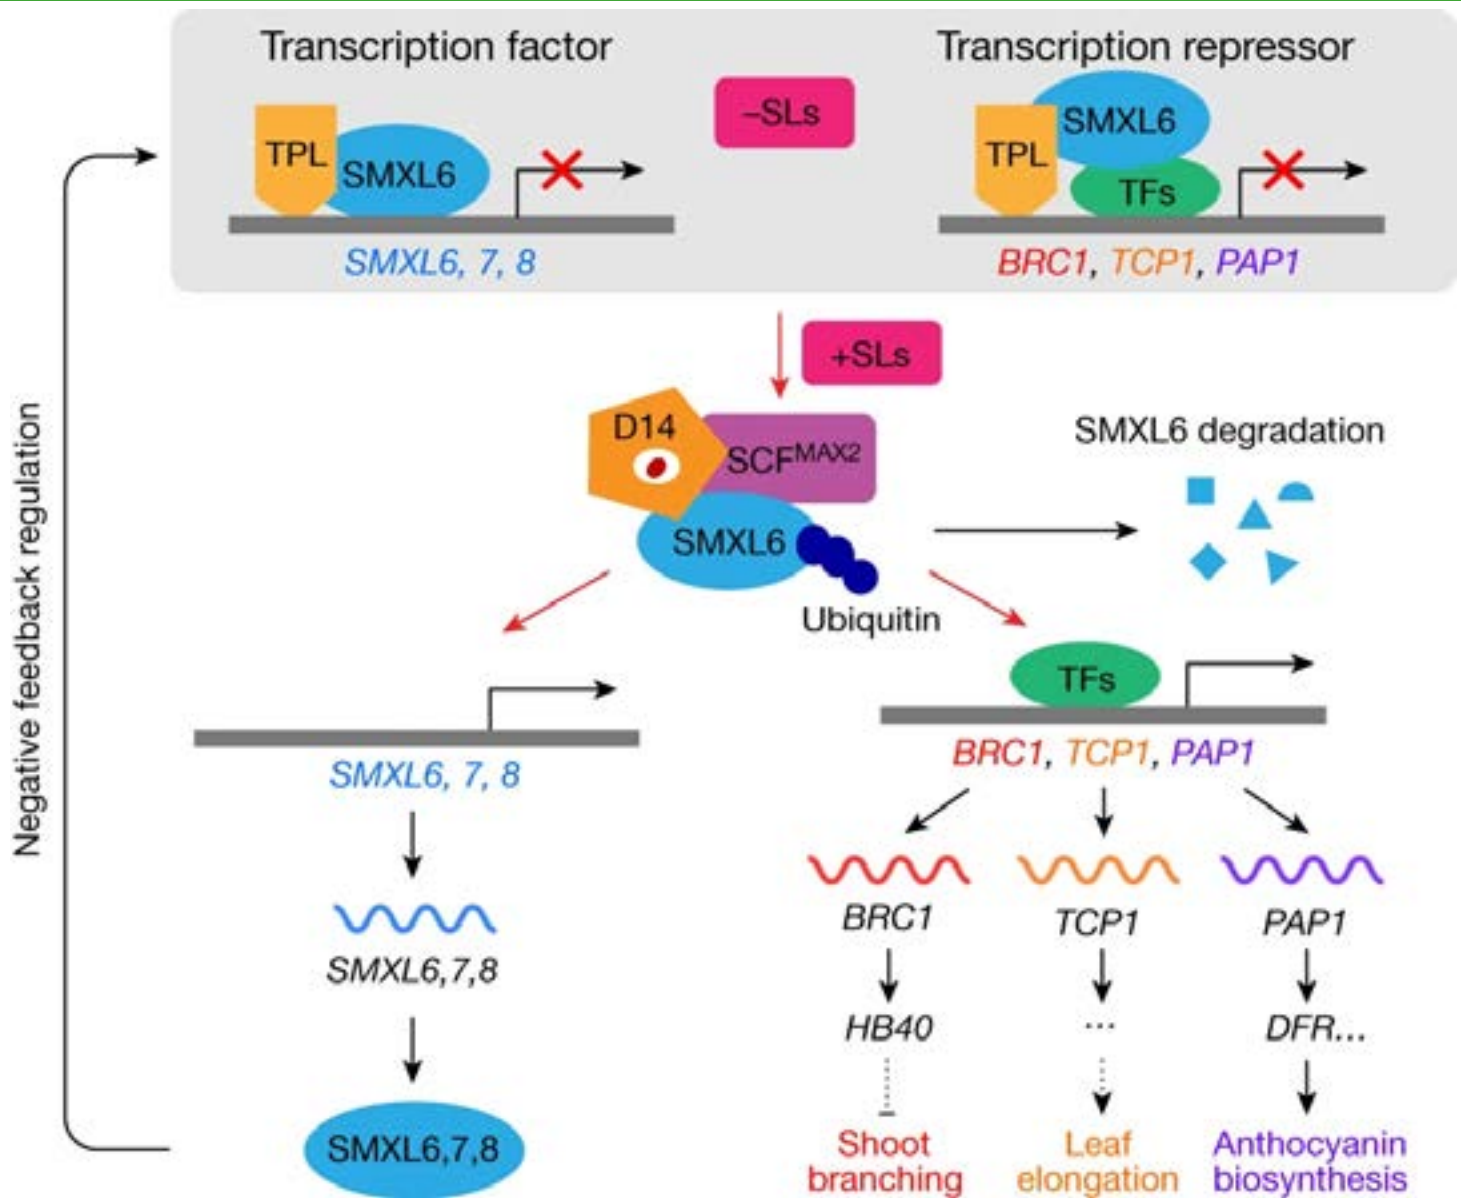 Transcription factor
Transcription repressor
–SLs
TPL
SMXL6
SMXL6, 7, 8
SMXL6
TPL
TFs
BRC1, TCP1, PAP1
+SLs
D14
SCFMAX2
SMXL6
Ubiquitin
SMXL6 degradation
Negative feedback regulation
SMXL6, 7, 8
SMXL6,7,8
SMXL6,7,8
TFs
BRC1, TCP1, PAP1
BRC1
TCP1
PAP1
HB40
...
DFR...
Shoot
branching
Leaf
elongation
Anthocyanin
biosynthesis